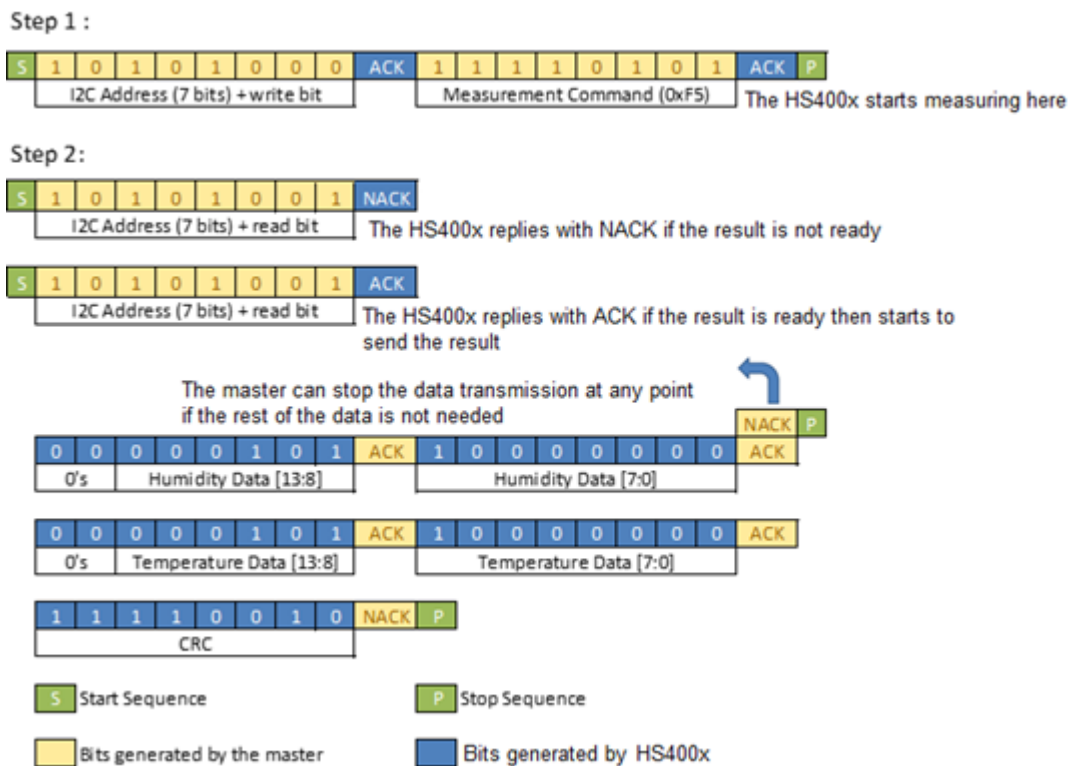 Step 1 :
S 1 0 1 0 1 0 0 0 ACK 1 1 1 1 0 1 0 1 ACK P
I2C Address (7 bits) + write bit Measurement Command (0xF5) The HS400x starts measuring here
Step 2:
S 1 0 1 0 1 0 0 1 NACK
I2C Address (7 bits) + read bit The HS400x replies with NACK if the result is not ready
S 1 0 1 0 1 0 0 1 ACK
I2C Address (7 bits) + read bit The HS400x replies with ACK if the result is ready then starts to
send the result
The master can stop the data transmission at any point
if the rest of the data is not needed
NACK P
0 0 0 0 0 1 0 1 ACK 1 0 0 0 0 0 0 0 ACK
0's Humidity Data [13:8] Humidity Data [7:0]
0 0 0 0 0 1 0 1 ACK 1 0 0 0 0 0 0 0 ACK
0's Temperature Data [13:8] Temperature Data [7:0]
1 1 1 1 0 0 1 0 NACK P
CRC
S Start Sequence P Stop Sequence
Bits generated by the master Bits generated by HS400x